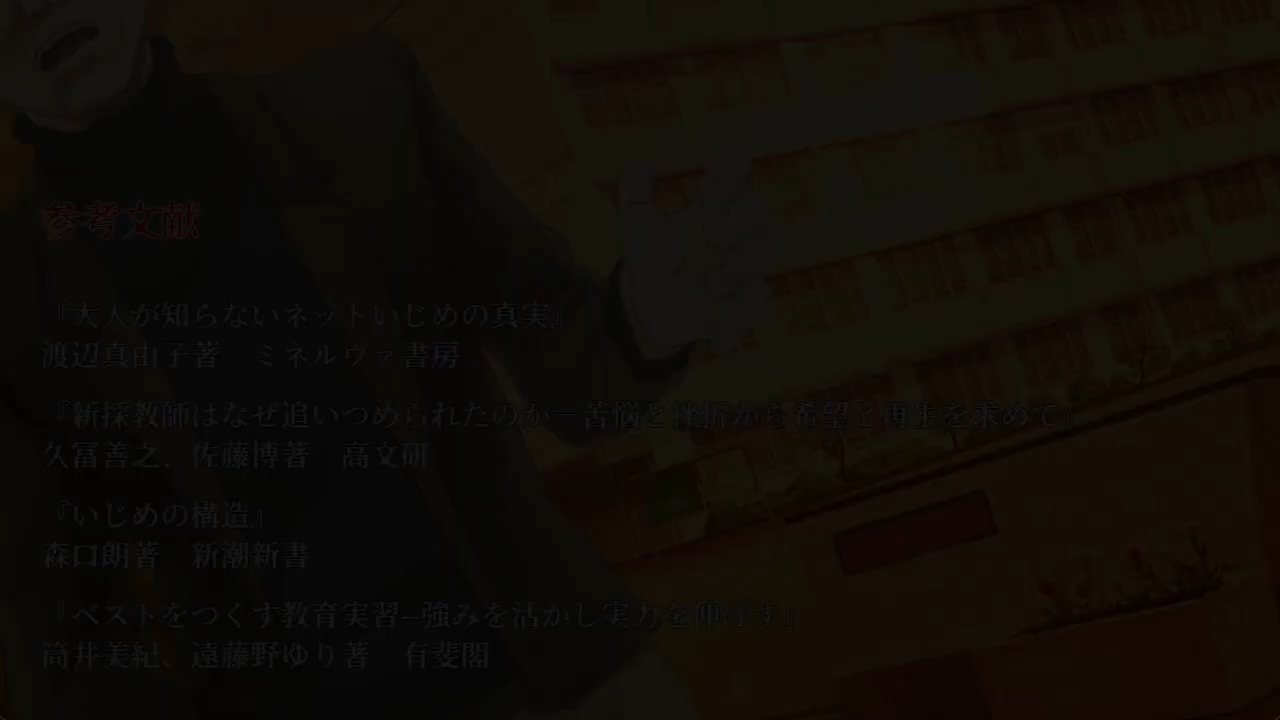 参考文献
『大人が知らないネットいじめの真実』
渡辺真由子著　ミネルヴァ書房
『新採教師はなぜ追いつめられたのか―苦悩と挫折から希望と再生を求めて』
久冨善之、佐藤博著　高文研
『いじめの構造』
森口朗著　新潮新書
『ベストをつくす教育実習―強みを活かし実力を伸ばす』
筒井美紀、遠藤野ゆり著　有斐閣